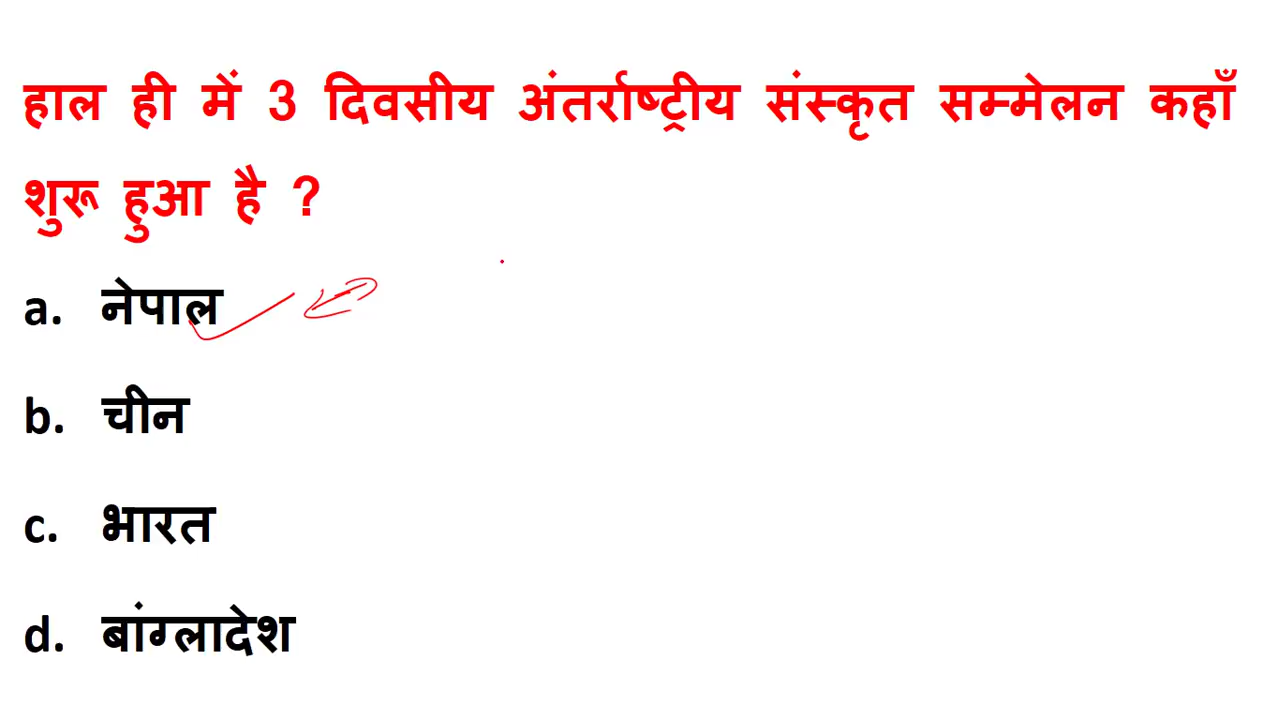 हाल ही में 3 दिवसीय अंतर्राष्ट्रीय संस्कृत सम्मेलन कहाँ
शुरू हुआ है ?
a. नेपाल
b. चीन
c. भारत
d. बांग्लादेश